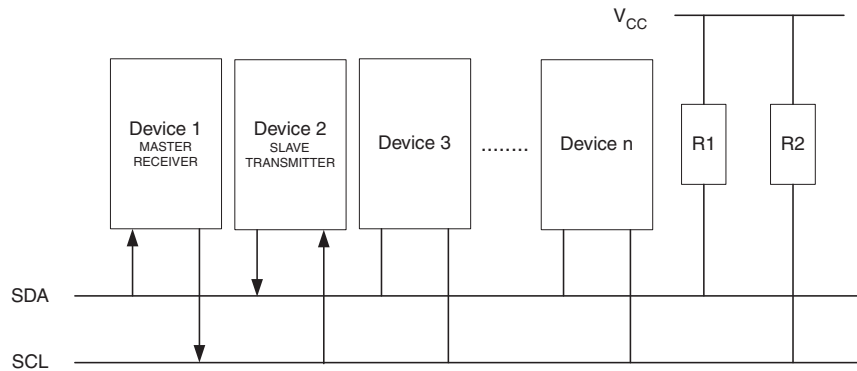 VCC
Device 1
MASTER
RECEIVER
Device 2
SLAVE
TRANSMITTER
Device 3
........
Device n
R1
R2
SDA
SCL